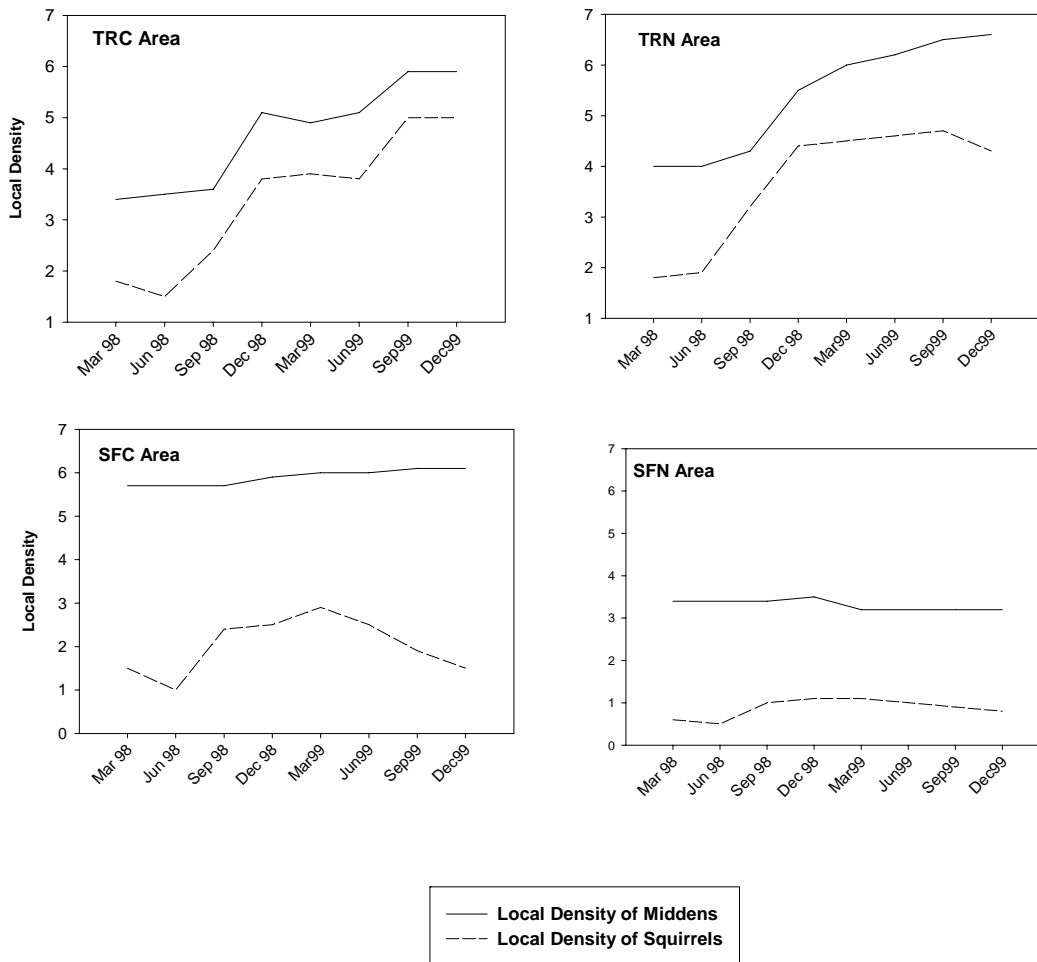 TRC Area
Local Density
7
6
5
4
3
2
1
Mar 98
Jun 98
Sep 98
Dec 98
Mar99
Jun99
Sep99
Dec99
TRN Area
7
6
5
4
3
2
1
Mar 98
Jun 98
Sep 98
Dec 98
Mar99
Jun99
Sep99
Dec99
SFC Area
Local Density
7
6
5
4
3
2
1
0
Mar 98
Jun 98
Sep 98
Dec 98
Mar99
Jun99
Sep99
Dec99
SFN Area
7
6
5
4
3
2
1
0
Mar 98
Jun 98
Sep 98
Dec 98
Mar99
Jun99
Sep99
Dec99
Local Density of Middens
Local Density of Squirrels